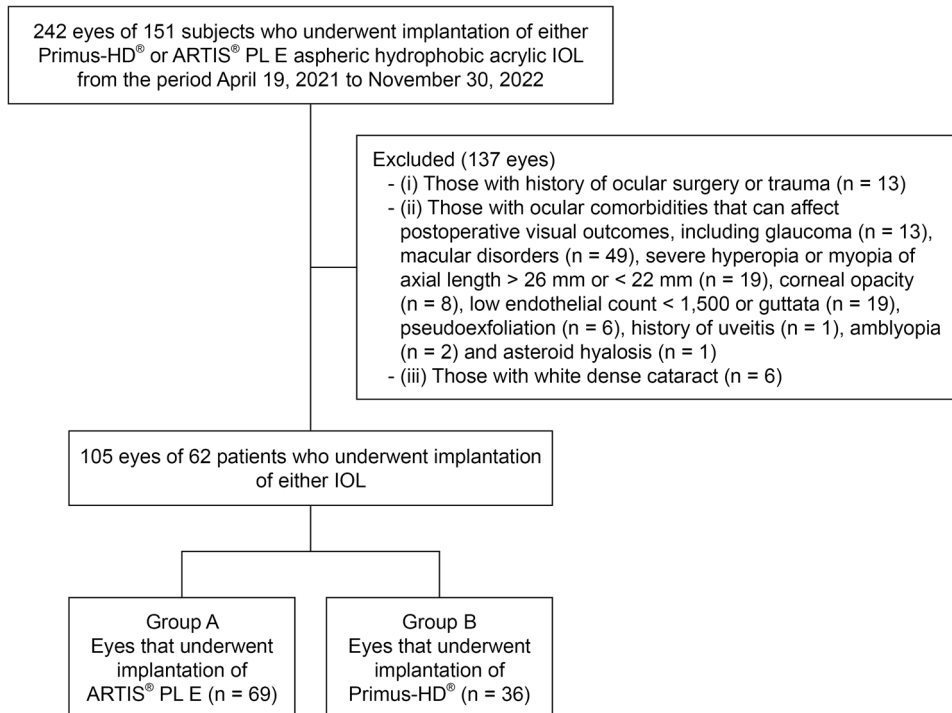 242 eyes of 151 subjects who underwent implantation of either
Primus-HD® or ARTIS® PL E aspheric hydrophobic acrylic IOL
from the period April 19, 2021 to November 30, 2022
Excluded (137 eyes)
- (i) Those with history of ocular surgery or trauma (n = 13)
- (ii) Those with ocular comorbidities that can affect
postoperative visual outcomes, including glaucoma (n = 13),
macular disorders (n = 49), severe hyperopia or myopia of
axial length > 26 mm or < 22 mm (n = 19), corneal opacity
(n = 8), low endothelial count < 1,500 or guttata (n = 19),
pseudoexfoliation (n = 6), history of uveitis (n = 1), amblyopia
(n = 2) and asteroid hyalosis (n = 1)
- (iii) Those with white dense cataract (n = 6)
105 eyes of 62 patients who underwent implantation
of either IOL
Group A
Eyes that underwent
implantation of
ARTIS® PL E (n = 69)
Group B
Eyes that underwent
implantation of
Primus-HD® (n = 36)